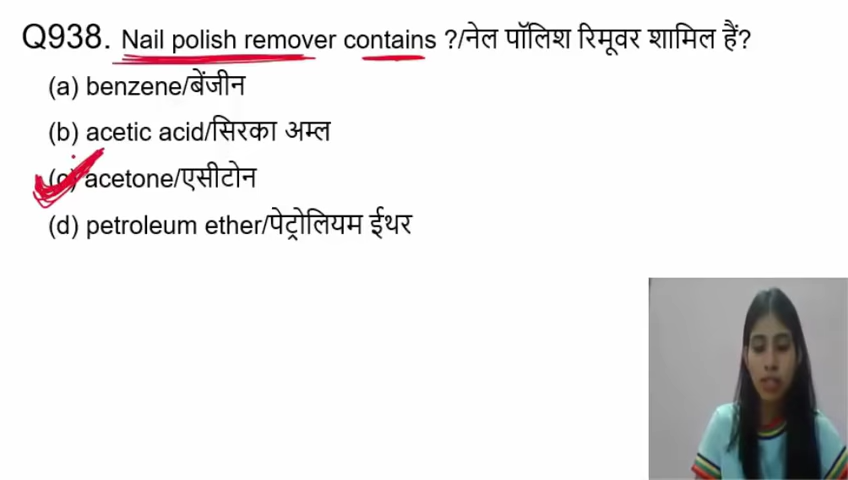 Q938. Nail polish remover contains ?/नेल पॉलिश रिमूवर शामिल हैं?
(a) benzene/बेंजीन
(b) acetic acid/सिरका अम्ल
(c) acetone/एसीटोन
(d) petroleum ether/पेट्रोलियम ईथर